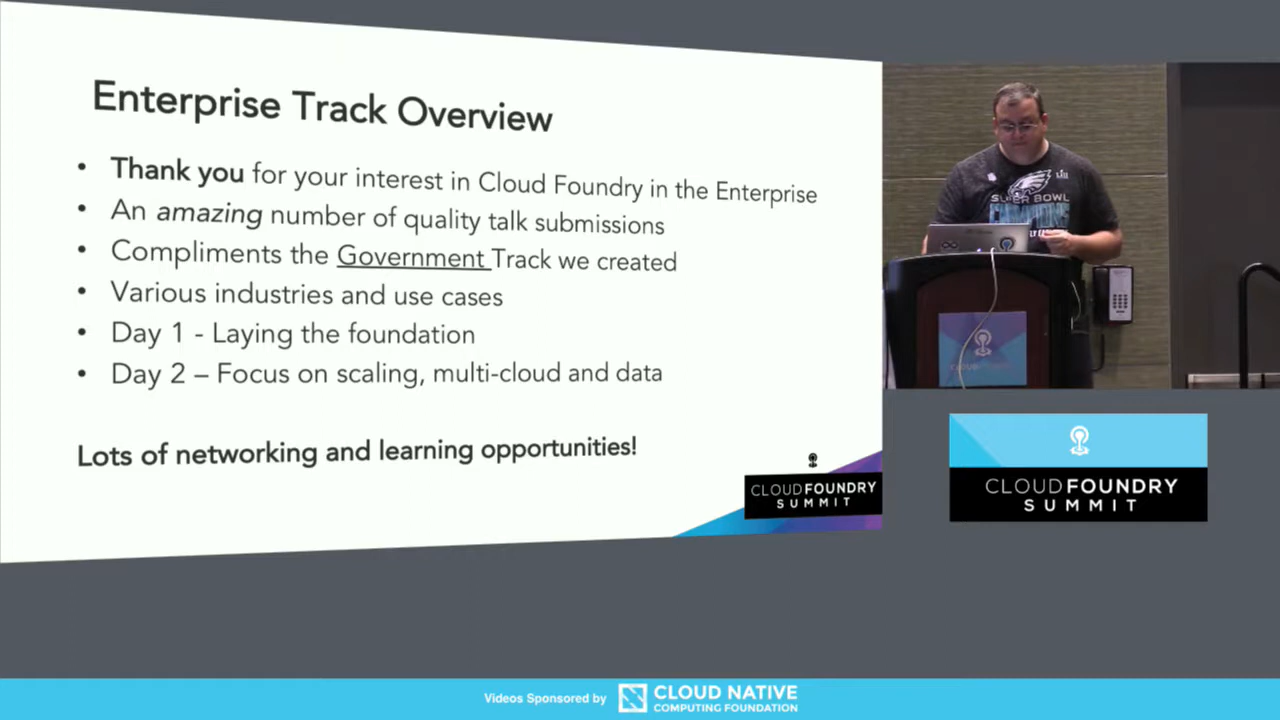 Enterprise Track Overview
• Thank you for your interest in Cloud Foundry in the Enterprise
• An amazing number of quality talk submissions
• Compliments the Government Track we created
• Various industries and use cases
• Day 1 - Laying the foundation
• Day 2 – Focus on scaling, multi-cloud and data
Lots of networking and learning opportunities!
CLOUDFOUNDRY
SUMMIT
LII
SUPER BOWL
CLOUDFOUNDRY
SUMMIT
Videos Sponsored by
CLOUD NATIVE
COMPUTING FOUNDATION